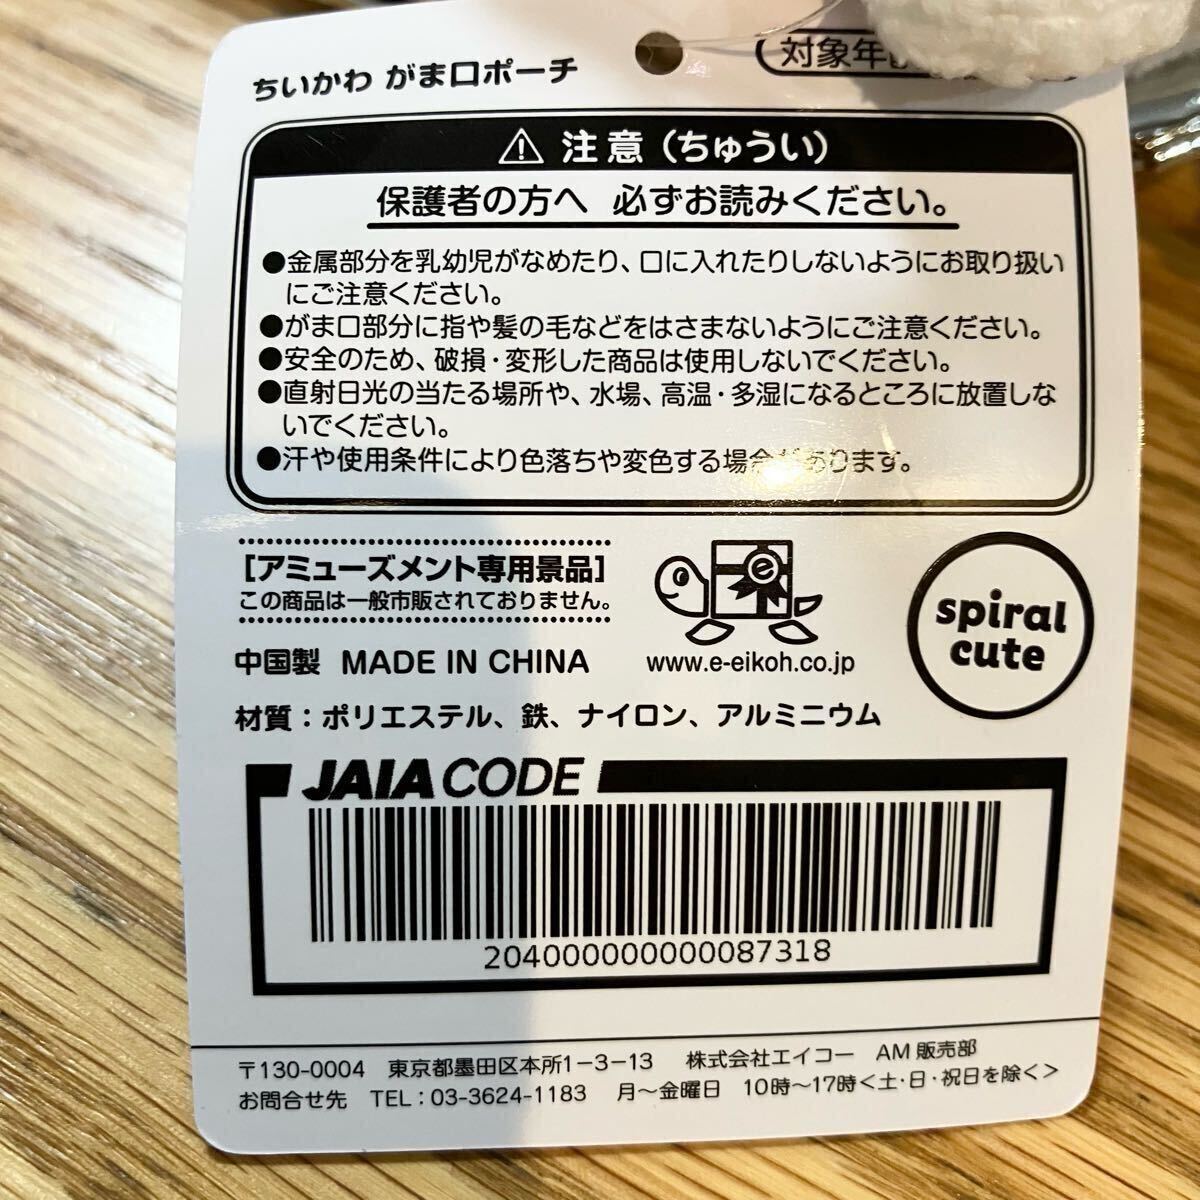 ちいかわ がま口ポーチ
対象年
⚠ 注意(ちゅうい)
保護者の方へ 必ずお読みください。
●金属部分を乳幼児がなめたり、口に入れたりしないようにお取り扱い
にご注意ください。
●がま口部分に指や髪の毛などをはさまないようにご注意ください。
●安全のため、破損・変形した商品は使用しないでください。
●直射日光の当たる場所や、水場、高温・多湿になるところに放置しな
いでください。
●汗や使用条件により色落ちや変色する場合があります。
[アミューズメント専用景品]
この商品は一般市販されておりません。
e
www.e-eikoh.co.jp
spiral
cute
中国製 MADE IN CHINA
材質:ポリエステル、鉄、ナイロン、アルミニウム
JAIA CODE
204000000000087318
〒130-0004 東京都墨田区本所1-3-13 株式会社エイコー AM販売部
お問合せ先 TEL:03-3624-1183 月～金曜日 10時～17時<土・日・祝日を除く>